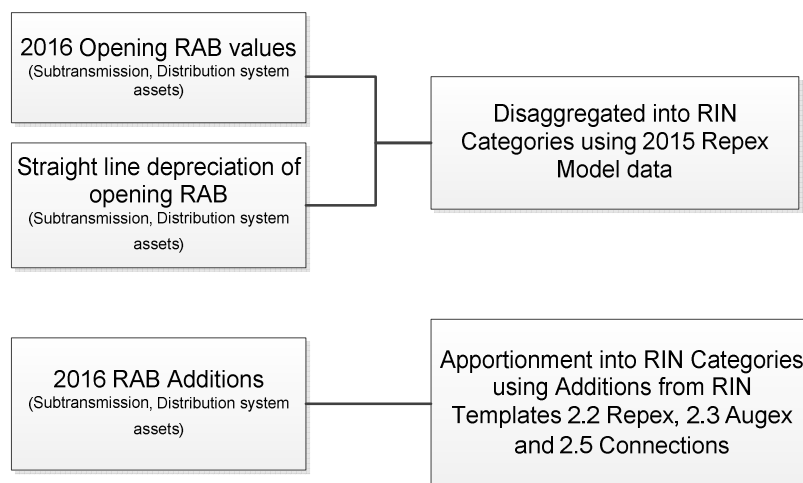 2016 Opening RAB values
(Subtransmission, Distribution system
assets)
Straight line depreciation of
opening RAB
(Subtransmission, Distribution system
assets)
Disaggregated into RIN
Categories using 2015 Repex
Model data
2016 RAB Additions
(Subtransmission, Distribution system
assets)
Apportionment into RIN Categories
using Additions from RIN
Templates 2.2 Repex, 2.3 Augex
and 2.5 Connections